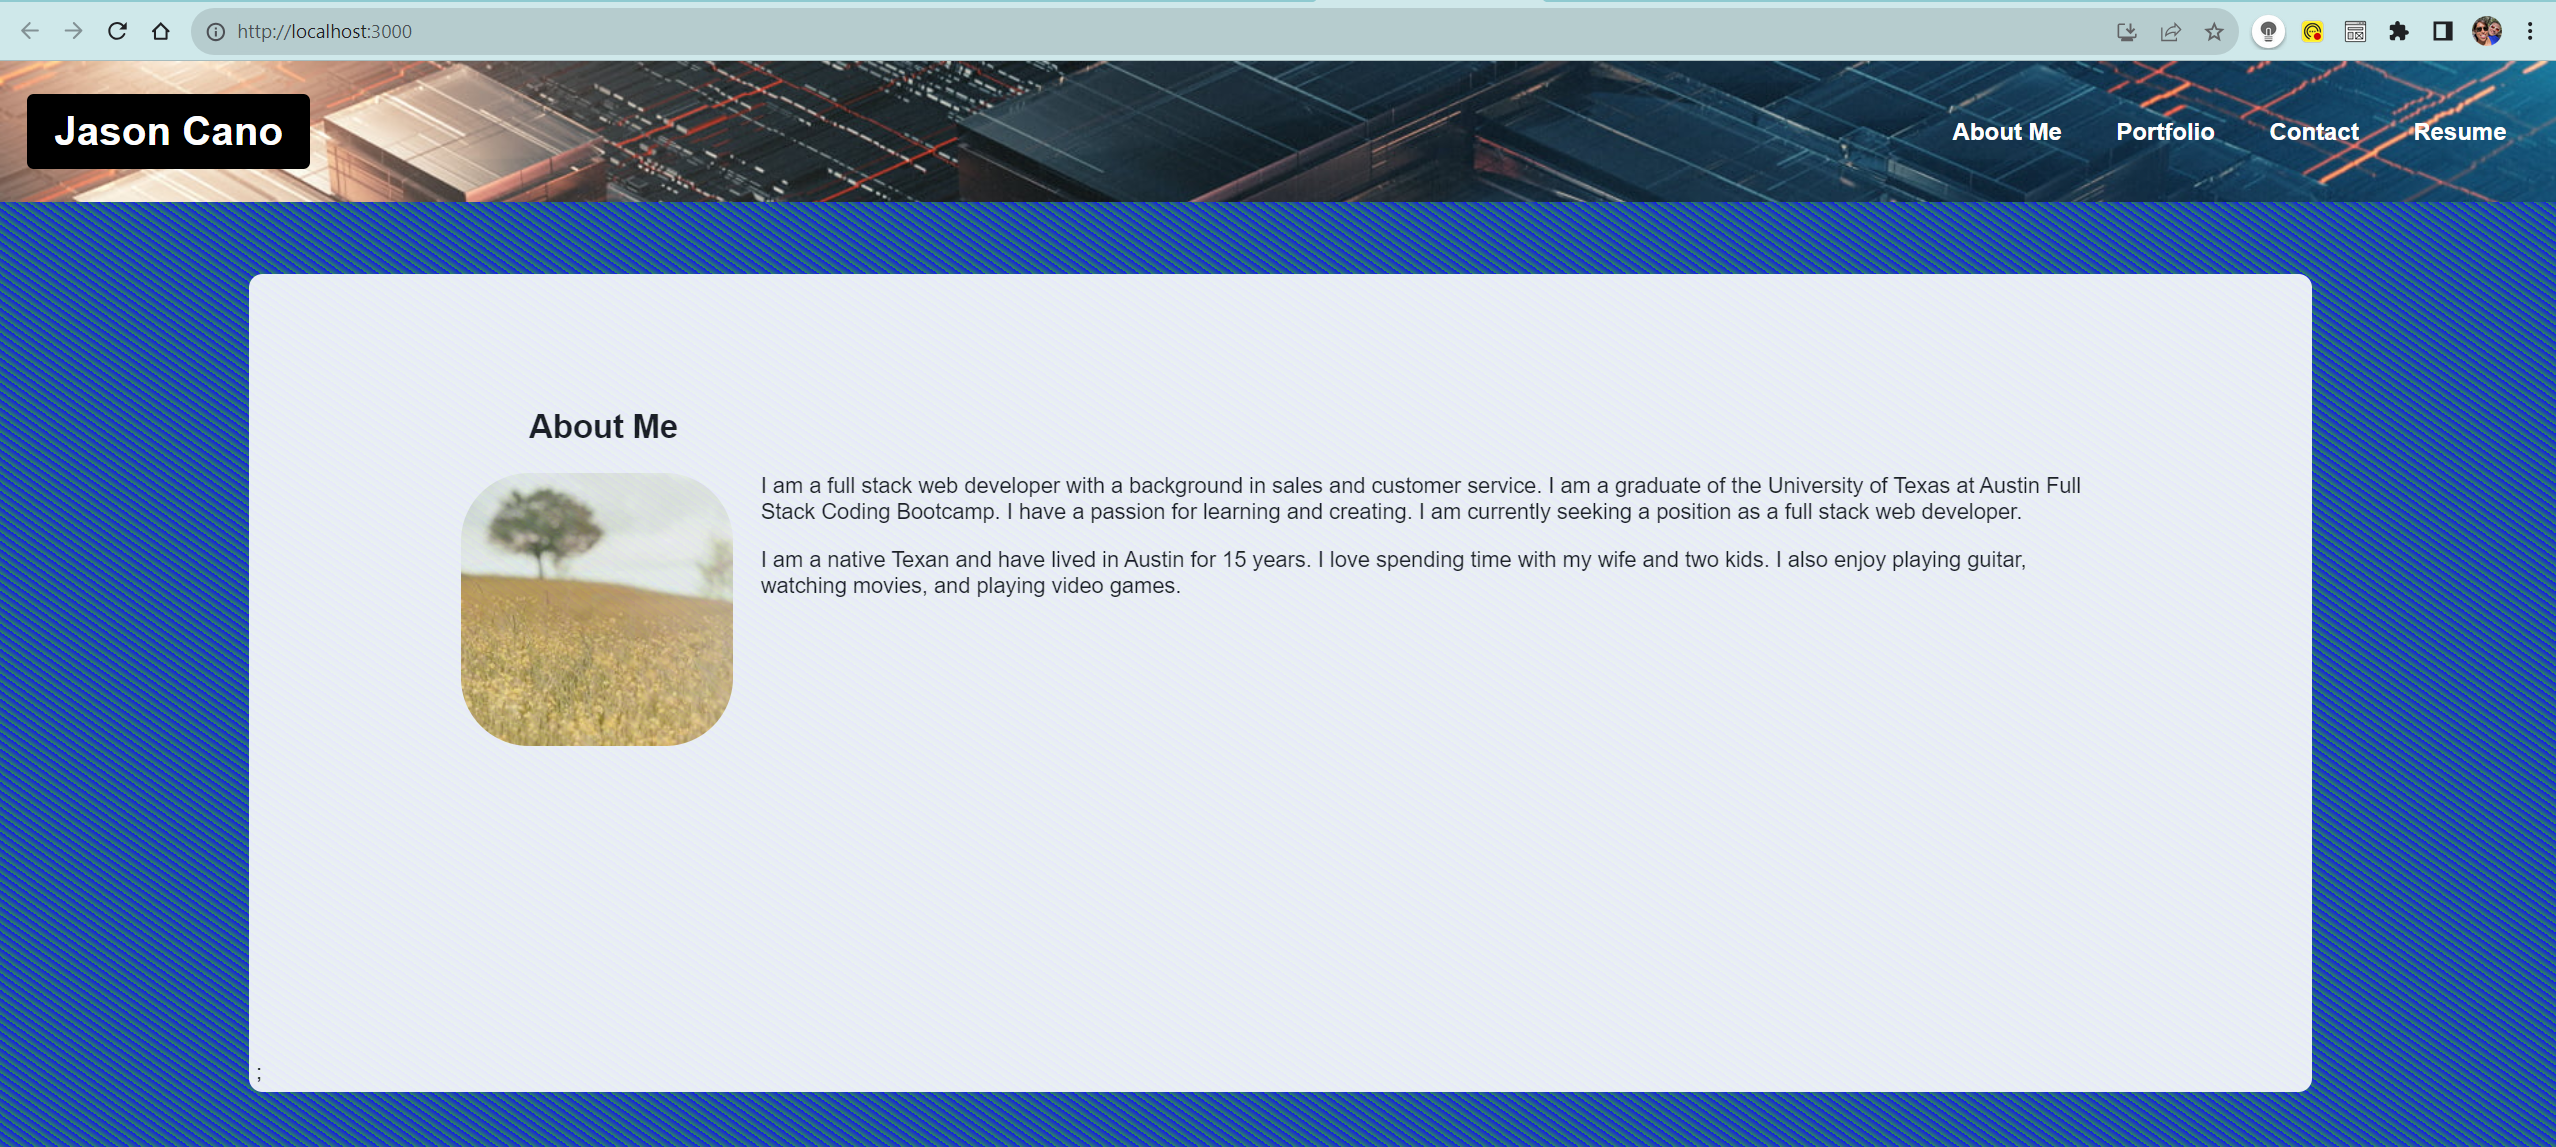 http://localhost:3000
Jason Cano
About Me Portfolio Contact Resume
About Me
I am a full stack web developer with a background in sales and customer service. I am a graduate of the University of Texas at Austin Full
Stack Coding Bootcamp. I have a passion for learning and creating. I am currently seeking a position as a full stack web developer.
I am a native Texan and have lived in Austin for 15 years. I love spending time with my wife and two kids. I also enjoy playing guitar,
watching movies, and playing video games.
;